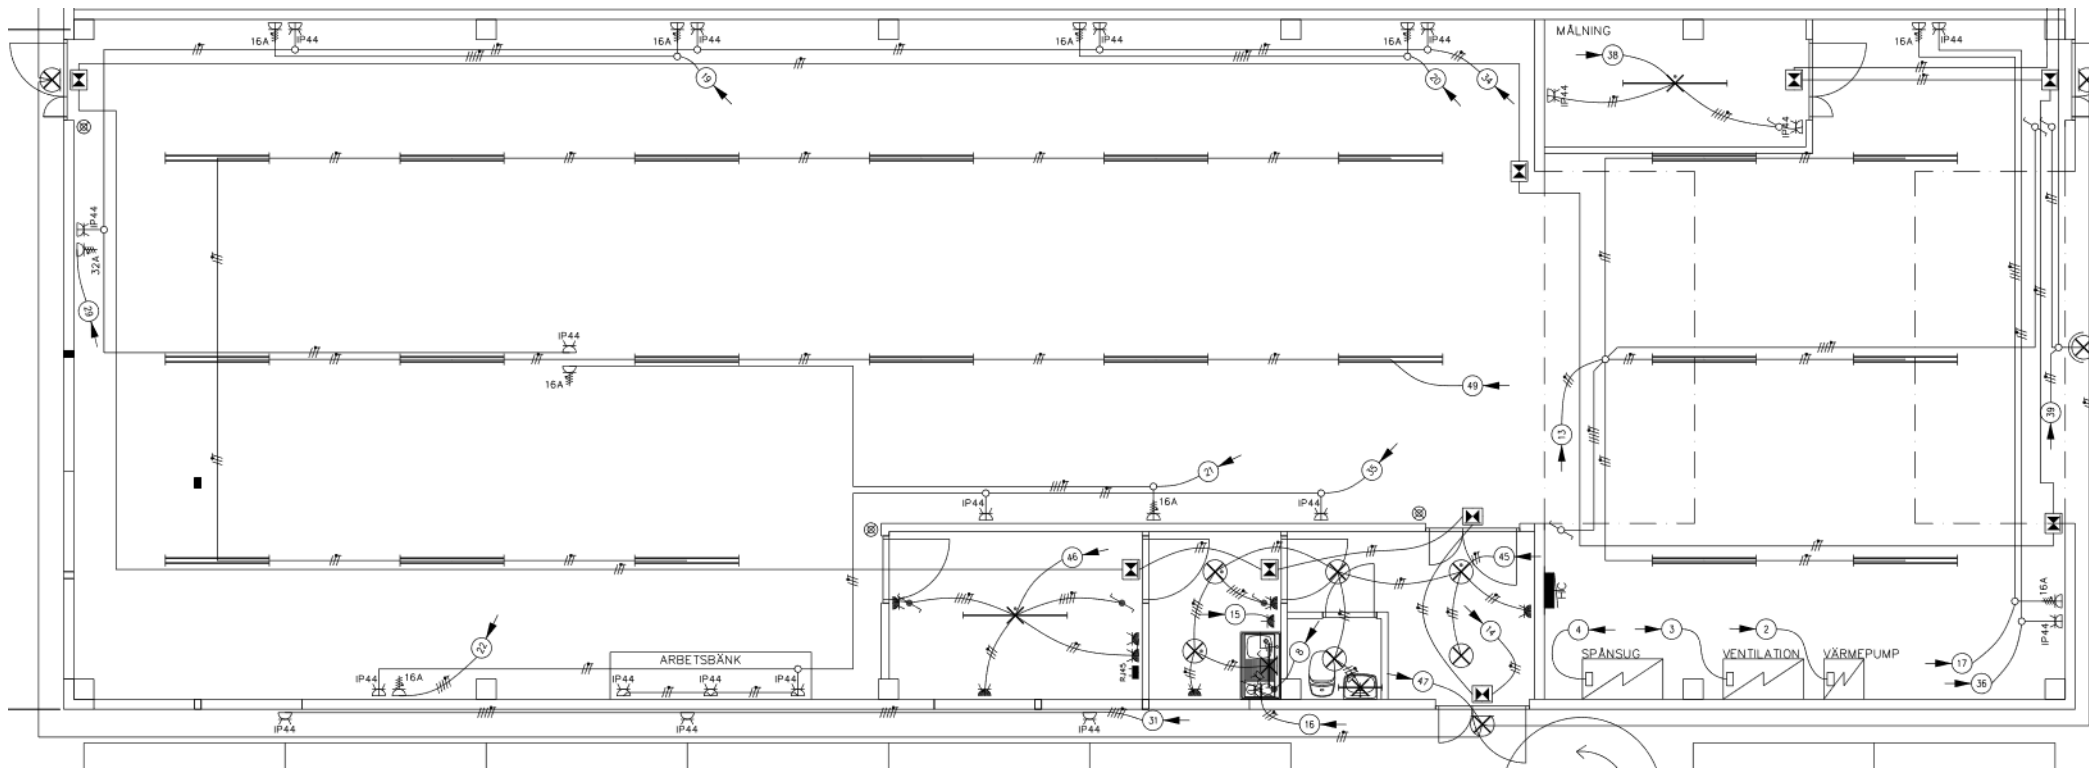 MÅLNING
16A IP44 16A IP44 16A IP44 16A IP44 16A IP44
38
19 20 34
IP44
IP44
IP44
32A
29
IP44
16A
49
13
39
21 35
IP44 16A IP44
46 45
15
HC
16A
22
14
8
4 3 2
IP44
ARBETSBÄNK
SPÅNSUG VENTILATION VÄRMEPUMP
17
RJ45
IP44 16A IP44 IP44 IP44
47
36
31 16
IP44 IP44 IP44